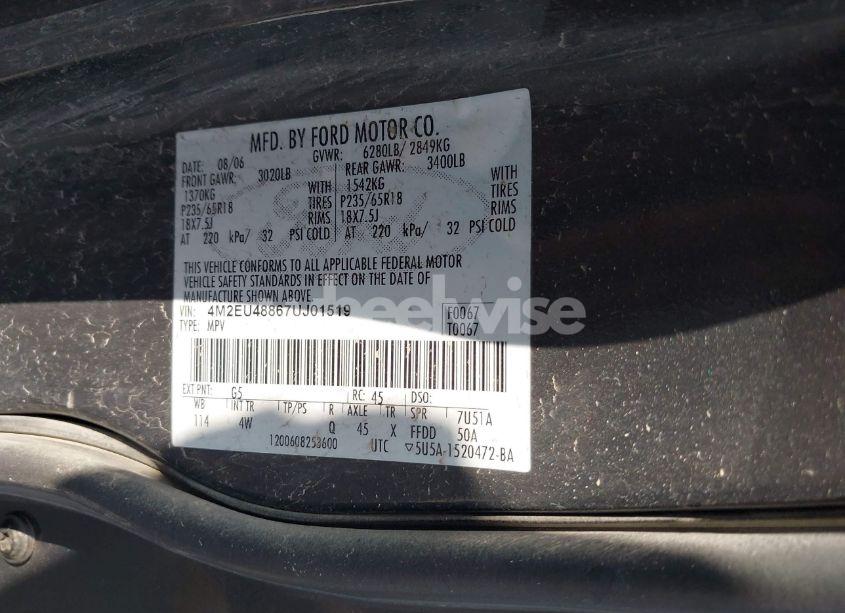 MFD. BY FORD MOTOR CO.
DATE: 08/06 GVWR: 6280LB/ 2849KG
FRONT GAWR: 3020LB REAR GAWR: 3400LB
1370KG WITH 1542KG WITH
P235/65R18 TIRES P235/65R18 TIRES
18X7.5J RIMS 18X7.5J RIMS
AT 220 kPa/ 32 PSI COLD AT 220 kPa/ 32 PSI COLD
THIS VEHICLE CONFORMS TO ALL APPLICABLE FEDERAL MOTOR
VEHICLE SAFETY STANDARDS IN EFFECT ON THE DATE OF
MANUFACTURE SHOWN ABOVE.
VIN: 4M2EU48867UJ01519 F0067
TYPE: MPV T0067
EXT PNT: G5 RC: 45 DSO:
WB INT TR TP/PS R AXLE TR SPR 7U51A
114 4W Q 45 X FFDD 50A
1200608253600 UTC ▽5U5A-1520472-BA